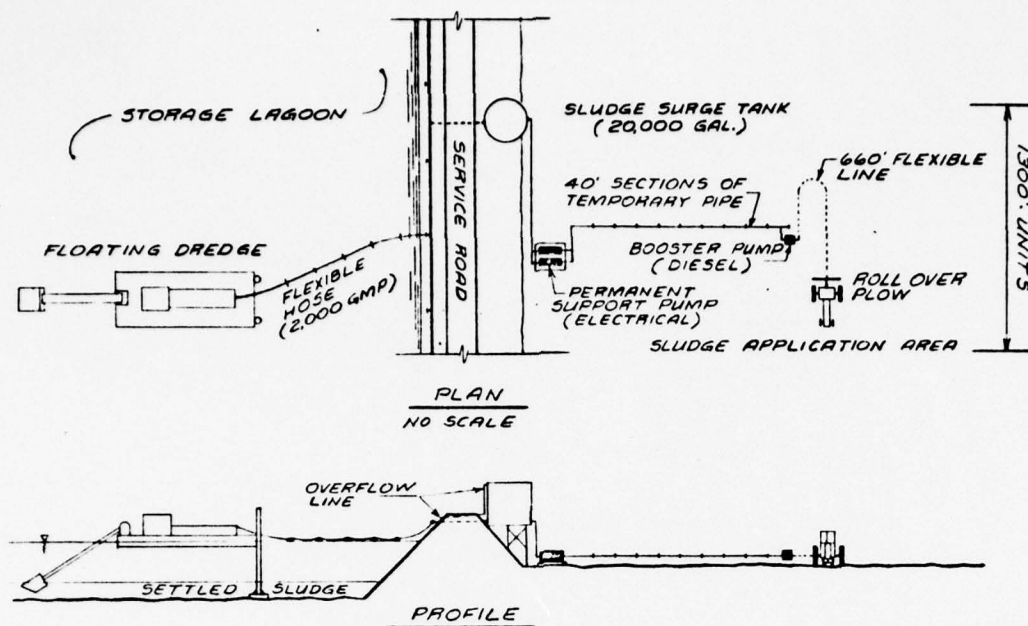 STORAGE LAGOON
SLUDGE SURGE TANK
(20,000 GAL.)
SERVICE ROAD
660' FLEXIBLE
LINE
1300' UNITS
40' SECTIONS OF
TEMPORARY PIPE
FLOATING DREDGE
FLEXIBLE
HOSE
(2,000 GMP)
BOOSTER PUMP
(DIESEL)
PERMANENT
SUPPORT PUMP
(ELECTRICAL)
ROLL OVER
PLOW
SLUDGE APPLICATION AREA
PLAN
NO SCALE
OVERFLOW
LINE
SETTLED SLUDGE
PROFILE